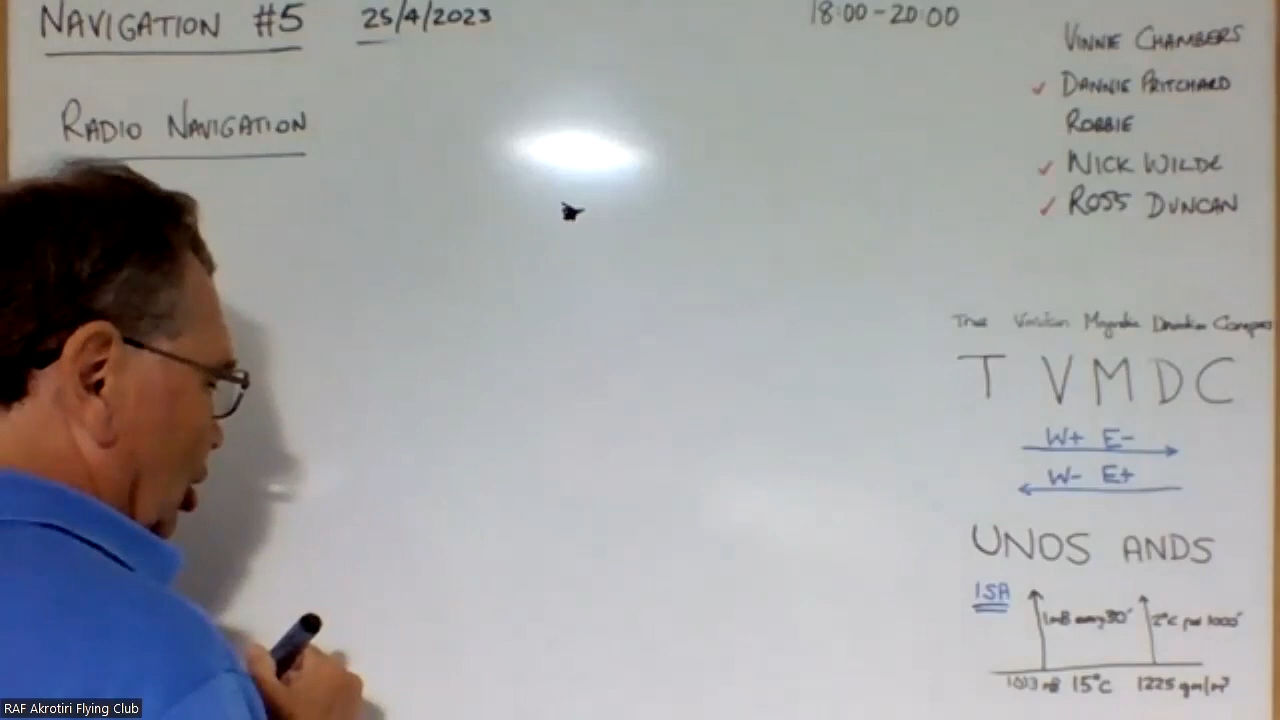 NAVIGATION #5 25/4/2023 18:00-20:00
RADIO NAVIGATION
VINNIE CHAMBERS
✓ DANNIE PRITCHARD
ROBBIE
✓ NICK WILDE
✓ ROSS DUNCAN
True Variation Magnetic Deviation Compass
T V M D C
W+ E-
W- E+
UNOS ANDS
ISA
1mB every 30' 2°C per 1000'
1013 mB 15°C 1225 gm/m³
RAF Akrotiri Flying Club